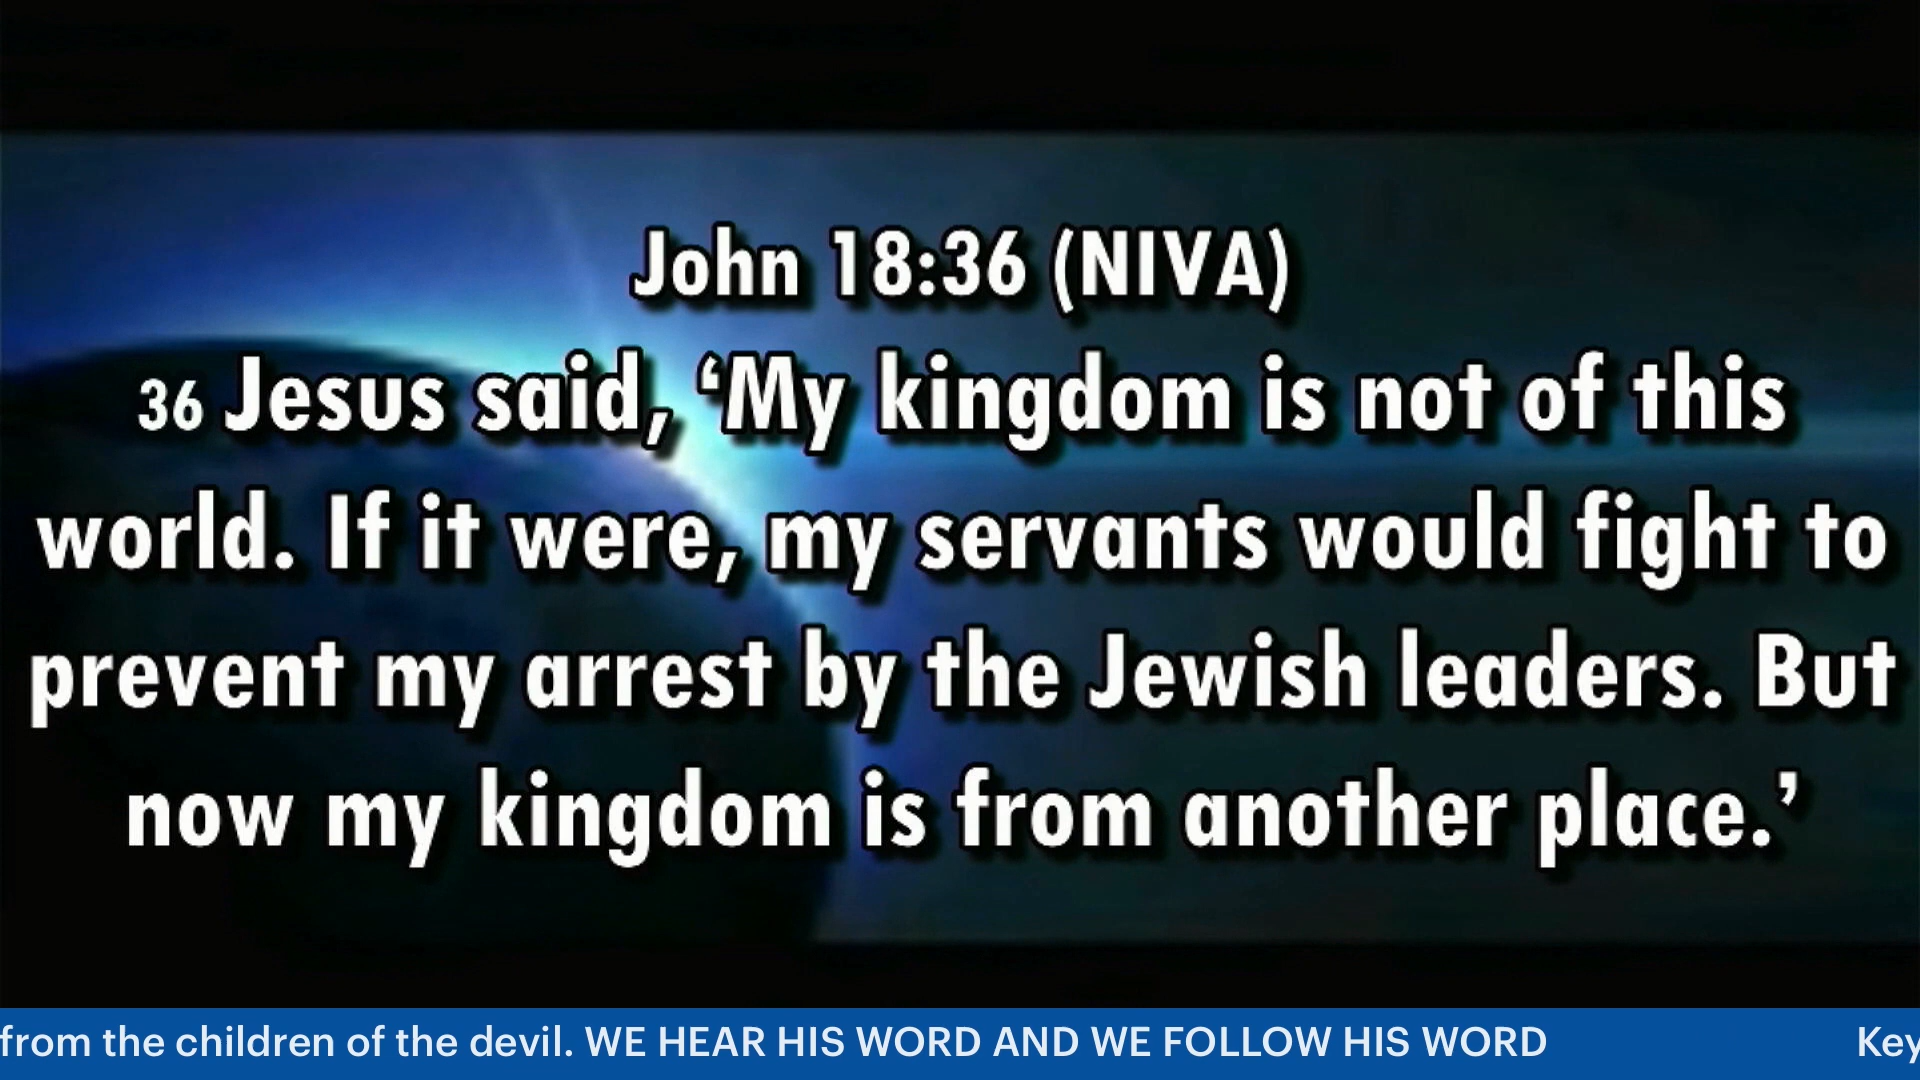 John 18:36 (NIVA)
36 Jesus said, ‘My kingdom is not of this
world. If it were, my servants would fight to
prevent my arrest by the Jewish leaders. But
now my kingdom is from another place.’
from the children of the devil. WE HEAR HIS WORD AND WE FOLLOW HIS WORD Key